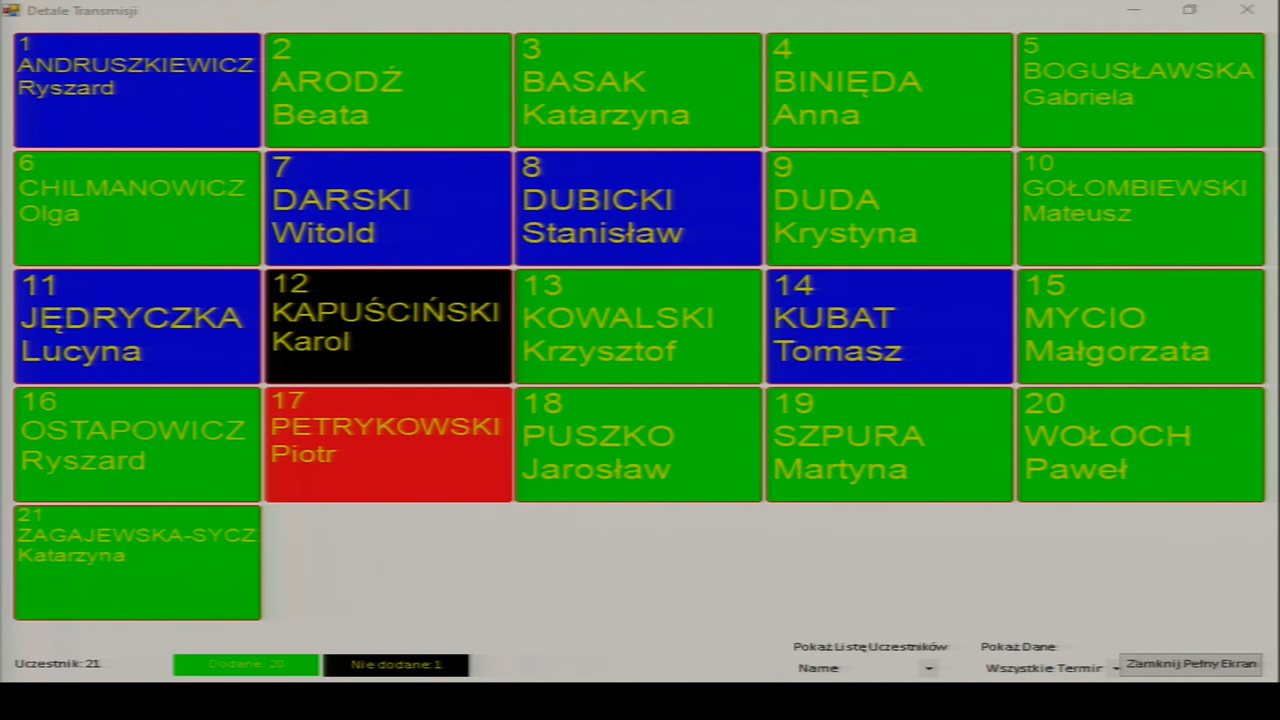 Detale Transmisji
1
ANDRUSZKIEWICZ
Ryszard
2
ARODŹ
Beata
3
BASAK
Katarzyna
4
BINIĘDA
Anna
5
BOGUSŁAWSKA
Gabriela
6
CHILMANOWICZ
Olga
7
DARSKI
Witold
8
DUBICKI
Stanisław
9
DUDA
Krystyna
10
GOŁOMBIEWSKI
Mateusz
11
JĘDRYCZKA
Lucyna
12
KAPUŚCIŃSKI
Karol
13
KOWALSKI
Krzysztof
14
KUBAT
Tomasz
15
MYCIO
Małgorzata
16
OSTAPOWICZ
Ryszard
17
PETRYKOWSKI
Piotr
18
PUSZKO
Jarosław
19
SZPURA
Martyna
20
WOŁOCH
Paweł
21
ZAGAJEWSKA-SYCZ
Katarzyna
Uczestnik: 21
Dodane: 20
Nie dodane: 1
Pokaż Listę Uczestników
Name
Pokaż Dane
Wszystkie Termir
Zamknij Pełny Ekran